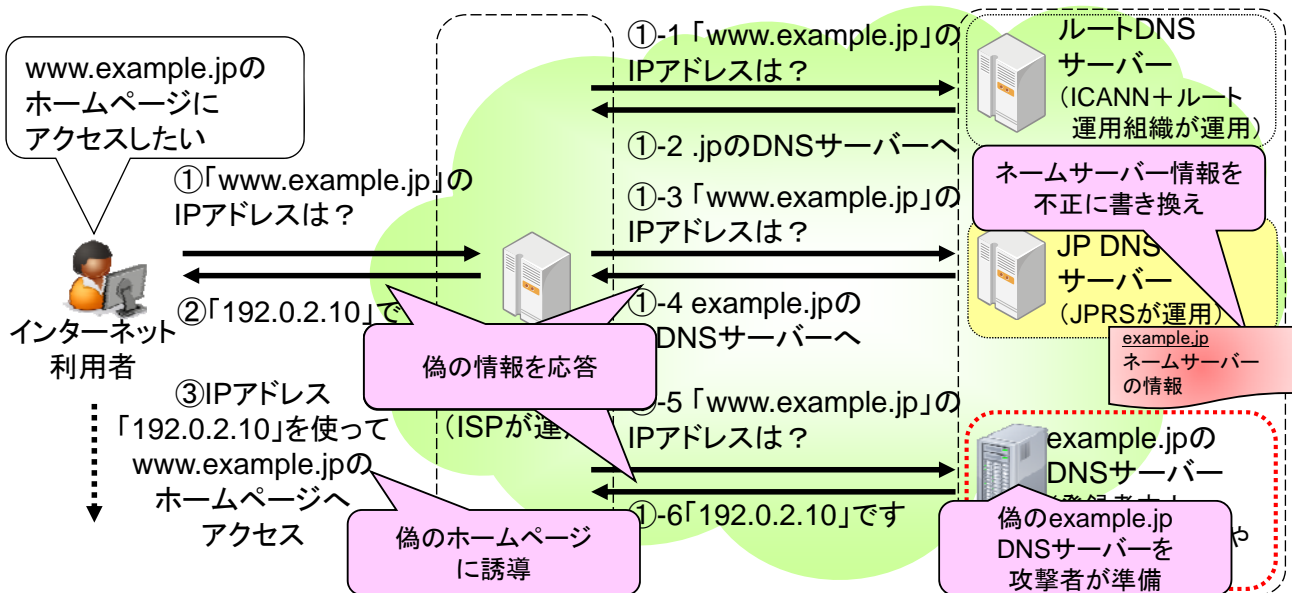 www.example.jpの
ホームページに
アクセスしたい
インターネット
利用者
①「www.example.jp」の
IPアドレスは？
②「192.0.2.10」で
③IPアドレス
「192.0.2.10」を使って
www.example.jpの
ホームページへ
アクセス
(ISPが運用
偽の情報を応答
偽のホームページ
に誘導
①-1「www.example.jp」の
IPアドレスは？
①-2 .jpのDNSサーバーへ
①-3「www.example.jp」の
IPアドレスは？
①-4 example.jpの
DNSサーバーへ
-5「www.example.jp」の
IPアドレスは？
①-6「192.0.2.10」です
ルートDNS
サーバー
(ICANN＋ルート
運用組織が運用)
ネームサーバー情報を
不正に書き換え
JP DNS
サーバー
(JPRSが運用)
example.jp
ネームサーバー
の情報
example.jpの
DNSサーバー
や
偽のexample.jp
DNSサーバーを
攻撃者が準備